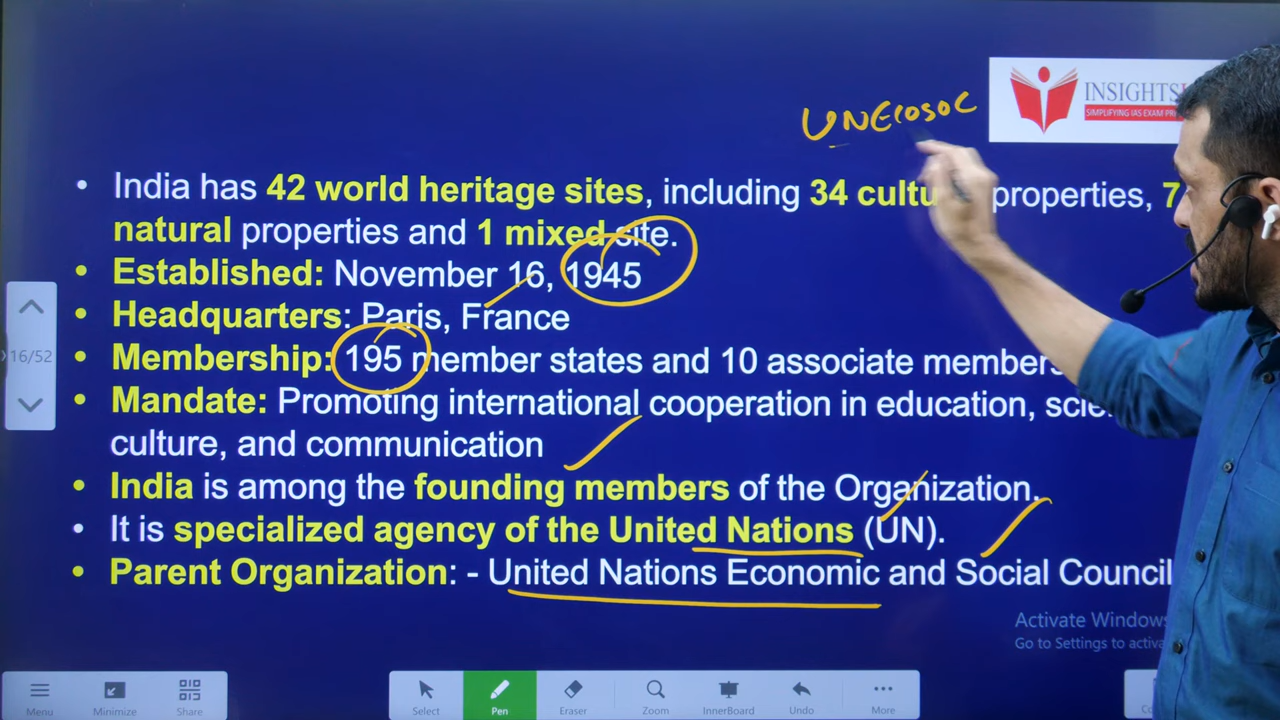 UNECOSOC
INSIGHTS
SIMPLIFYING IAS EXAM
• India has 42 world heritage sites, including 34 properties, 7
natural properties and 1 mixed site.
• Established: November 16, 1945
• Headquarters: Paris, France
• Membership: 195 member states and 10 associate members
• Mandate: Promoting international cooperation in education,
culture, and communication
• India is among the founding members of the Organization.
• It is specialized agency of the United Nations (UN).
• Parent Organization: - United Nations Economic and Social Council
16/52
Activate Windows
Go to Settings to
Menu Minimize Share Select Pen Eraser Zoom InnerBoard Undo More